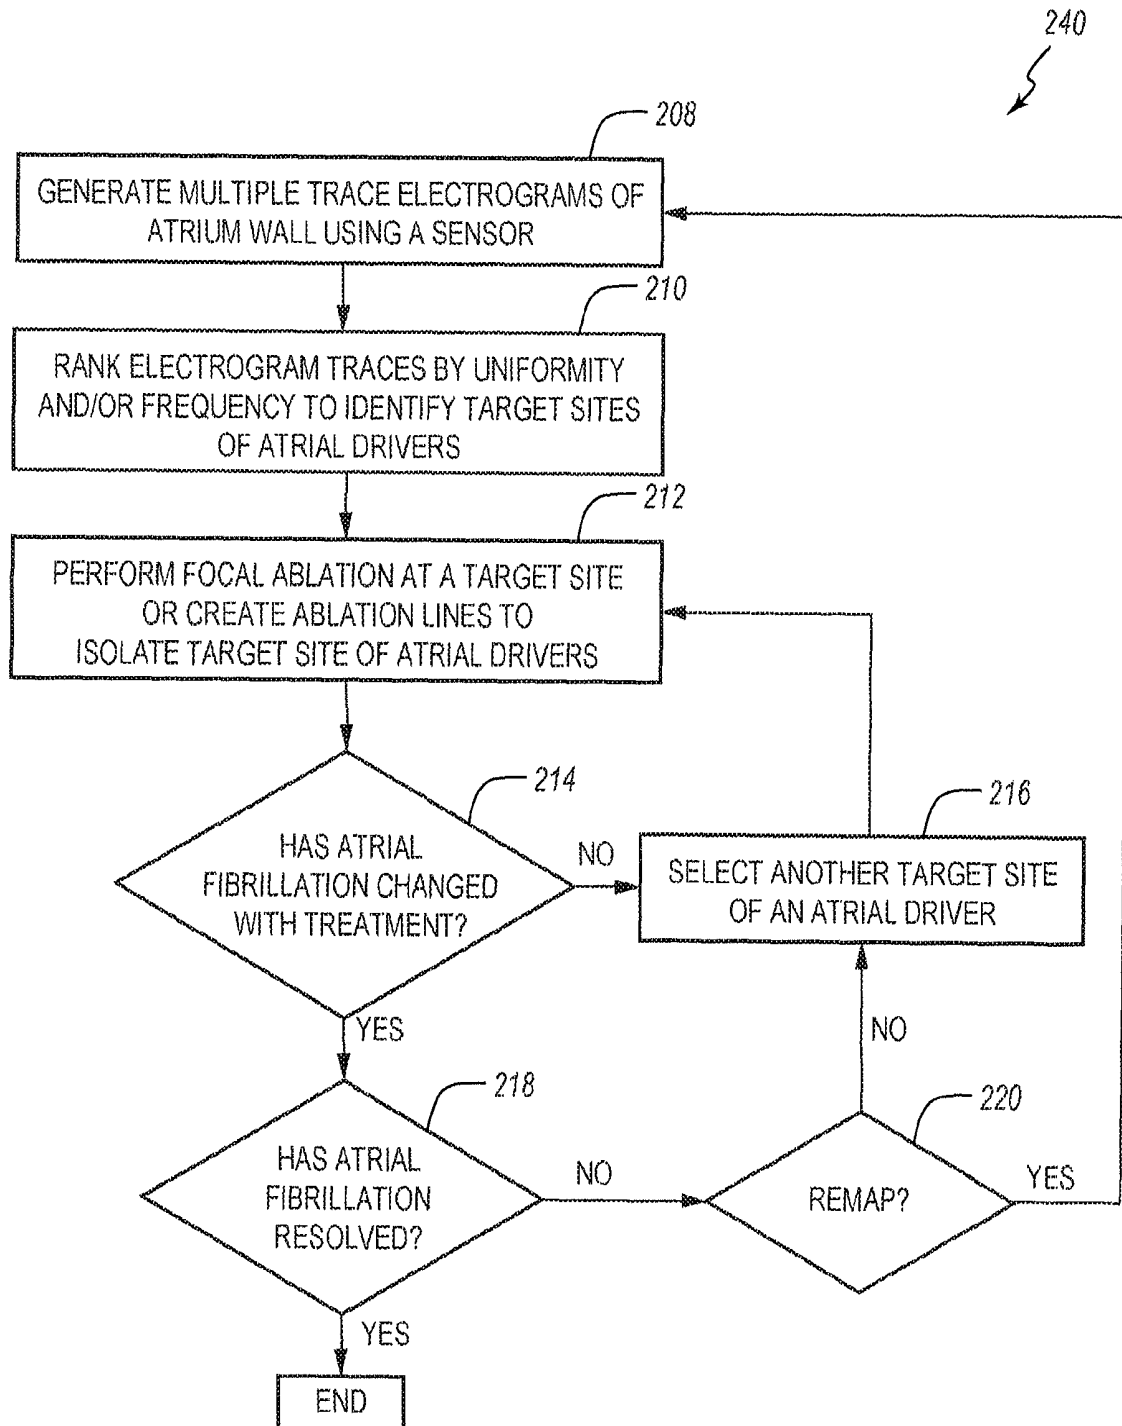 240
208
GENERATE MULTIPLE TRACE ELECTROGRAMS OF
ATRIUM WALL USING A SENSOR
210
RANK ELECTROGRAM TRACES BY UNIFORMITY
AND/OR FREQUENCY TO IDENTIFY TARGET SITES
OF ATRIAL DRIVERS
212
PERFORM FOCAL ABLATION AT A TARGET SITE
OR CREATE ABLATION LINES TO
ISOLATE TARGET SITE OF ATRIAL DRIVERS
214
HAS ATRIAL
FIBRILLATION CHANGED
WITH TREATMENT?
NO
216
SELECT ANOTHER TARGET SITE
OF AN ATRIAL DRIVER
YES
NO
218
HAS ATRIAL
FIBRILLATION
RESOLVED?
NO
220
REMAP?
YES
YES
END